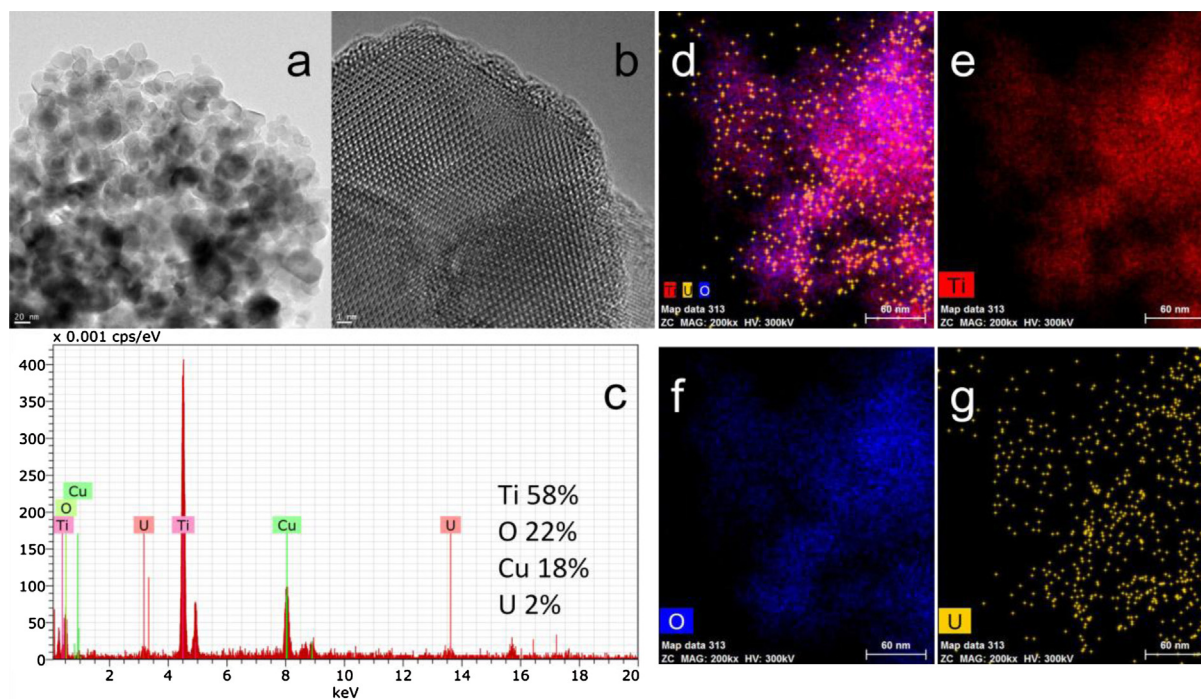 a
20 nm
b
1 nm
d
Ti U O
Map data 313
ZC MAG: 200kx HV: 300kV
60 nm
e
Ti
Map data 313
ZC MAG: 200kx HV: 300kV
60 nm
x 0.001 cps/eV
c
400
350
300
250
200
150
100
50
0
Cu
O
Ti
U
Ti
Cu
U
Ti 58%
O 22%
Cu 18%
U 2%
2 4 6 8 10 12 14 16 18 20
keV
f
O
Map data 313
ZC MAG: 200kx HV: 300kV
60 nm
g
U
Map data 313
ZC MAG: 200kx HV: 300kV
60 nm